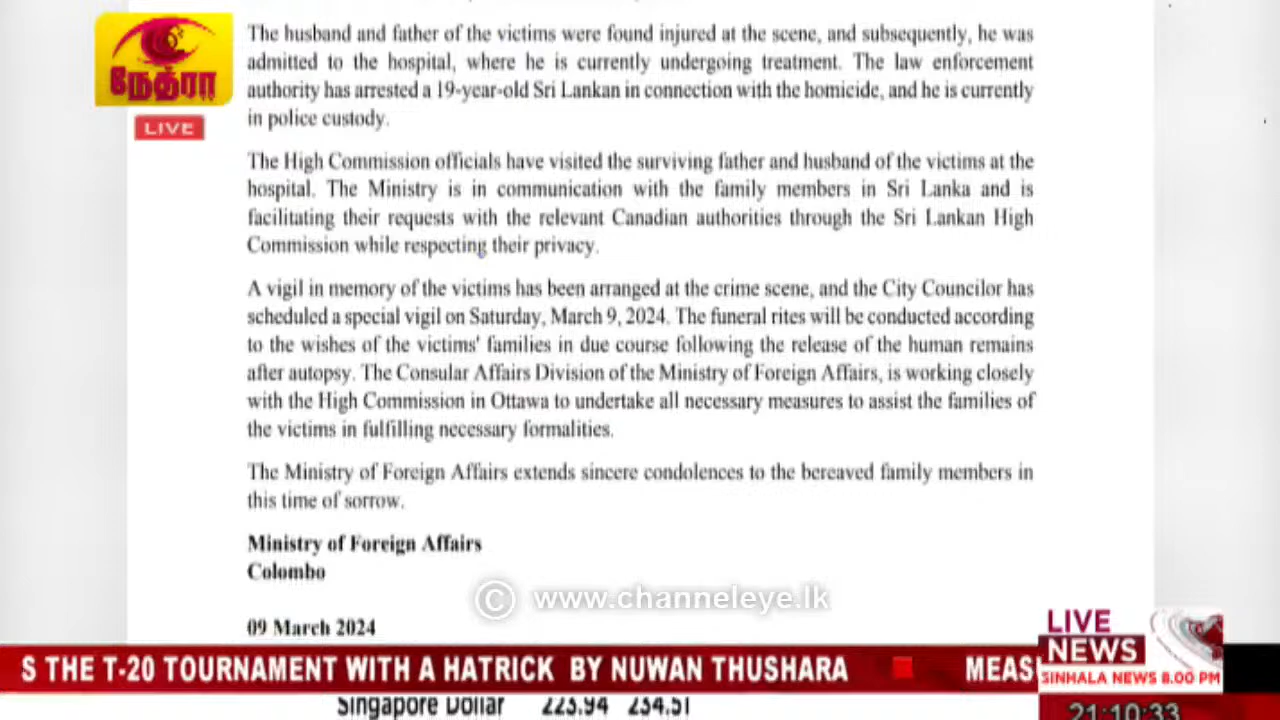 The husband and father of the victims were found injured at the scene, and subsequently, he was
admitted to the hospital, where he is currently undergoing treatment. The law enforcement
authority has arrested a 19-year-old Sri Lankan in connection with the homicide, and he is currently
in police custody.
The High Commission officials have visited the surviving father and husband of the victims at the
hospital. The Ministry is in communication with the family members in Sri Lanka and is
facilitating their requests with the relevant Canadian authorities through the Sri Lankan High
Commission while respecting their privacy.
A vigil in memory of the victims has been arranged at the crime scene, and the City Councilor has
scheduled a special vigil on Saturday, March 9, 2024. The funeral rites will be conducted according
to the wishes of the victims' families in due course following the release of the human remains
after autopsy. The Consular Affairs Division of the Ministry of Foreign Affairs, is working closely
with the High Commission in Ottawa to undertake all necessary measures to assist the families of
the victims in fulfilling necessary formalities.
The Ministry of Foreign Affairs extends sincere condolences to the bereaved family members in
this time of sorrow.
Ministry of Foreign Affairs
Colombo
09 March 2024
நேத்ரா
LIVE
© www.channeleye.lk
LIVE
NEWS
SINHALA NEWS 8.00 PM
S THE T-20 TOURNAMENT WITH A HATRICK BY NUWAN THUSHARA
Singapore Dollar 223.94 234.51
21:10:33